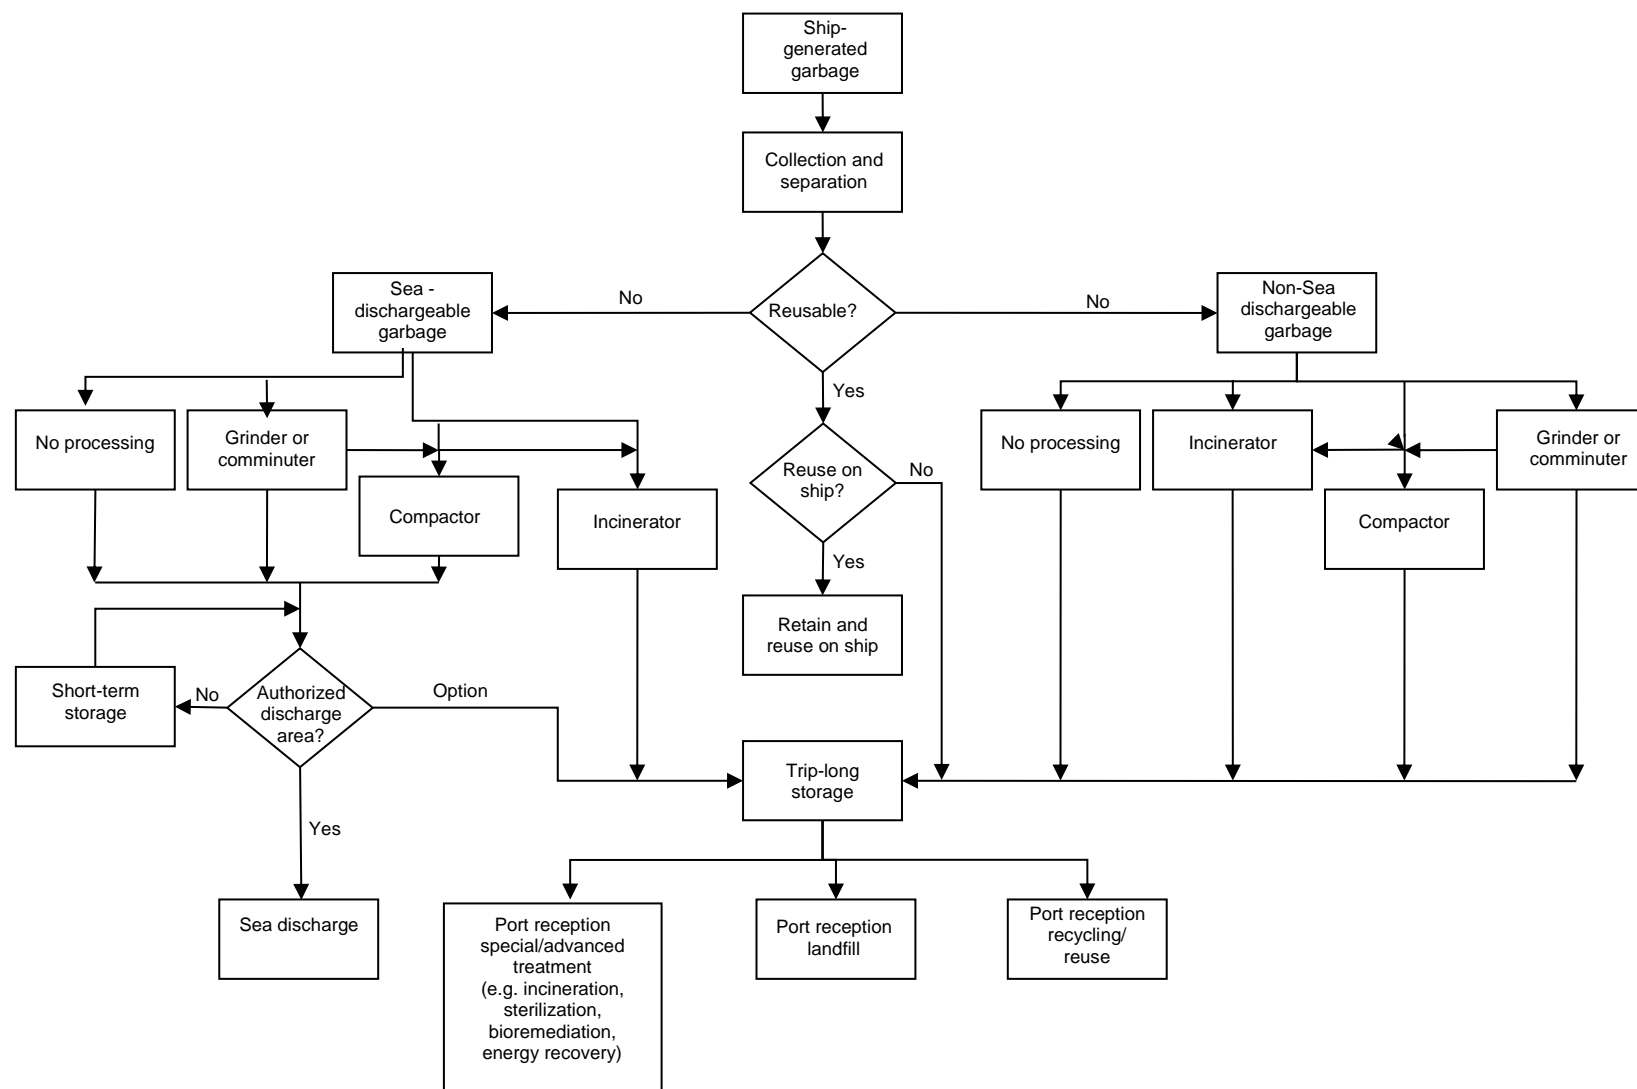 Ship-
generated
garbage
Collection and
separation
Sea -
dischargeable
garbage
No
Reusable?
No
Non-Sea
dischargeable
garbage
Yes
No processing
Grinder or
comminuter
Compactor
Incinerator
Reuse on
ship?
No
No processing
Incinerator
Compactor
Grinder or
comminuter
Yes
Retain and
reuse on ship
Short-term
storage
No
Authorized
discharge
area?
Option
Trip-long
storage
Yes
Sea discharge
Port reception
special/advanced
treatment
(e.g. incineration,
sterilization,
bioremediation,
energy recovery)
Port reception
landfill
Port reception
recycling/
reuse